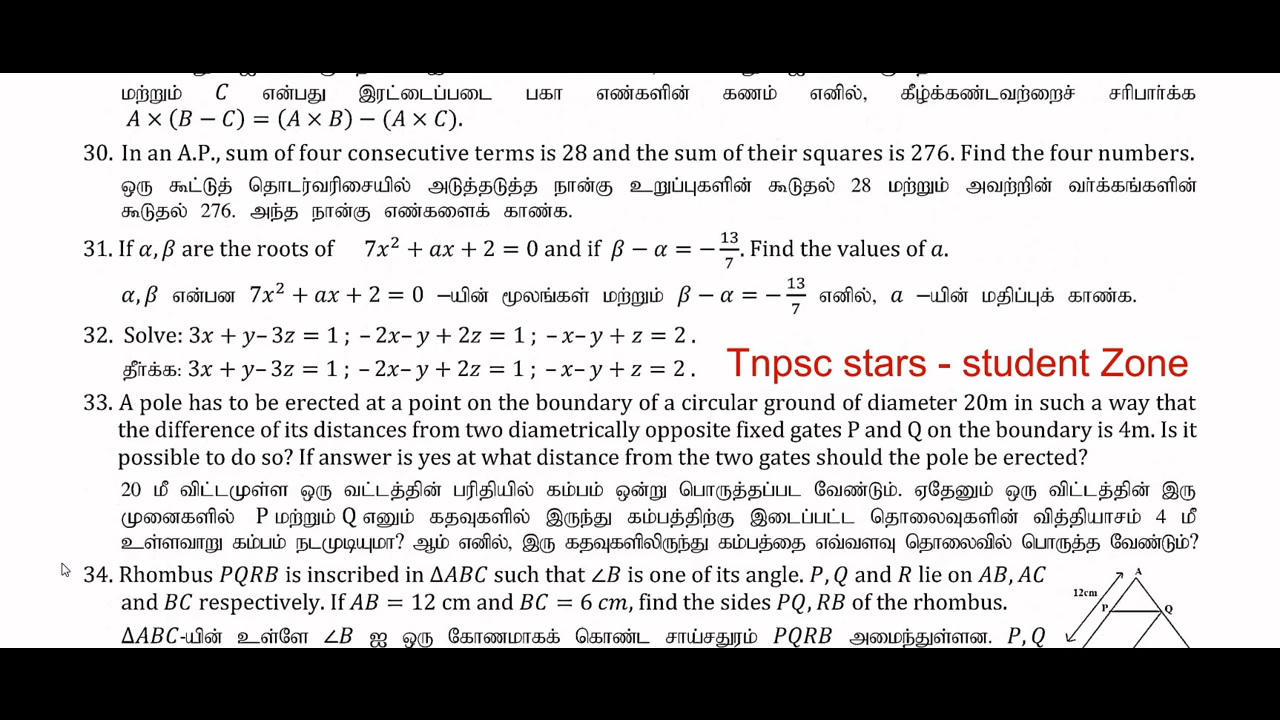 மற்றும் C என்பது இரட்டைப்படை பகா எண்களின் கணம் எனில், கீழ்க்கண்டவற்றைச் சரிபார்க்க
A × (B − C) = (A × B) − (A × C).
30. In an A.P., sum of four consecutive terms is 28 and the sum of their squares is 276. Find the four numbers.
ஒரு கூட்டுத் தொடர்வரிசையில் அடுத்தடுத்த நான்கு உறுப்புகளின் கூடுதல் 28 மற்றும் அவற்றின் வர்க்கங்களின்
கூடுதல் 276. அந்த நான்கு எண்களைக் காண்க.
31. If α, β are the roots of 7x² + ax + 2 = 0 and if β − α = −13/7. Find the values of a.
α, β என்பன 7x² + ax + 2 = 0 –யின் மூலங்கள் மற்றும் β − α = −13/7 எனில், a –யின் மதிப்புக் காண்க.
32. Solve: 3x + y– 3z = 1 ; – 2x– y + 2z = 1 ; – x– y + z = 2 .
தீர்க்க: 3x + y– 3z = 1 ; – 2x– y + 2z = 1 ; – x– y + z = 2 .
Tnpsc stars - student Zone
33. A pole has to be erected at a point on the boundary of a circular ground of diameter 20m in such a way that
the difference of its distances from two diametrically opposite fixed gates P and Q on the boundary is 4m. Is it
possible to do so? If answer is yes at what distance from the two gates should the pole be erected?
20 மீ விட்டமுள்ள ஒரு வட்டத்தின் பரிதியில் கம்பம் ஒன்று பொருத்தப்பட வேண்டும். ஏதேனும் ஒரு விட்டத்தின் இரு
முனைகளில் P மற்றும் Q எனும் கதவுகளில் இருந்து கம்பத்திற்கு இடைப்பட்ட தொலைவுகளின் வித்தியாசம் 4 மீ
உள்ளவாறு கம்பம் நடமுடியுமா? ஆம் எனில், இரு கதவுகளிலிருந்து கம்பத்தை எவ்வளவு தொலைவில் பொருத்த வேண்டும்?
34. Rhombus PQRB is inscribed in ΔABC such that ∠B is one of its angle. P, Q and R lie on AB, AC
and BC respectively. If AB = 12 cm and BC = 6 cm, find the sides PQ, RB of the rhombus.
ΔABC-யின் உள்ளே ∠B ஐ ஒரு கோணமாகக் கொண்ட சாய்சதுரம் PQRB அமைந்துள்ளன. P, Q
A
12cm
P
Q